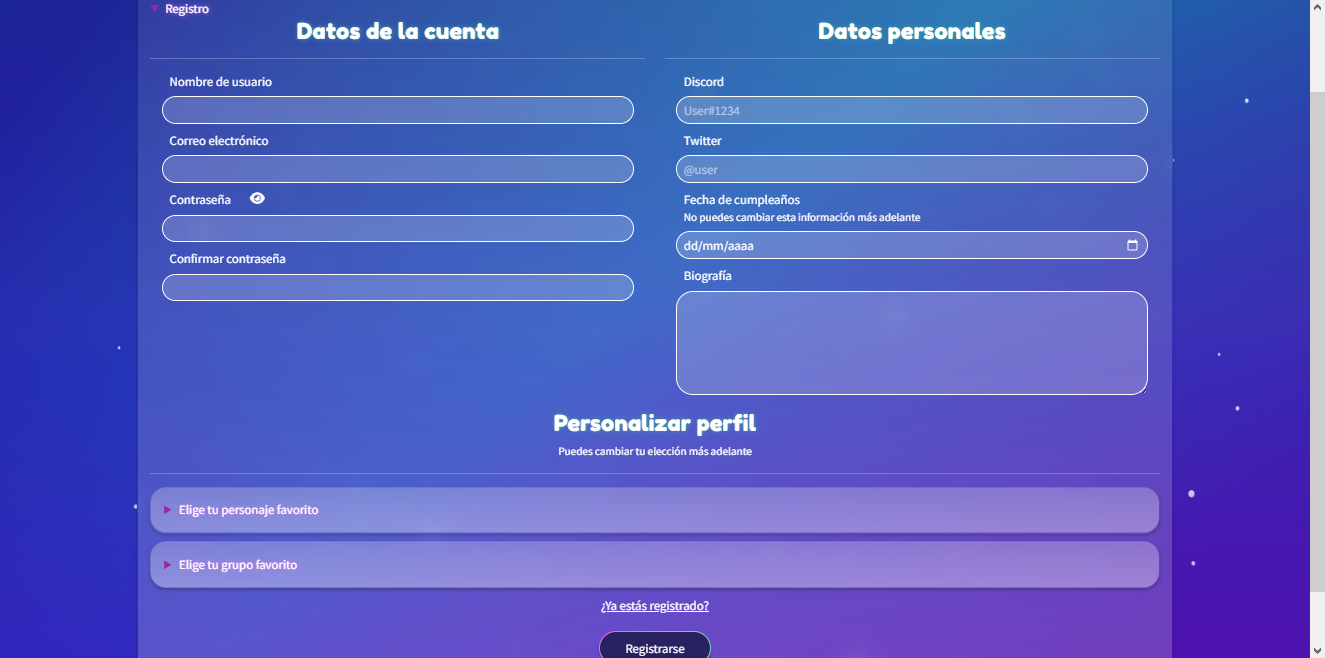 Registro
Datos de la cuenta
Nombre de usuario
Correo electrónico
Contraseña
Confirmar contraseña
Datos personales
Discord
User#1234
Twitter
@user
Fecha de cumpleaños
No puedes cambiar esta información más adelante
dd/mm/aaaa
Biografía
Personalizar perfil
Puedes cambiar tu elección más adelante
Elige tu personaje favorito
Elige tu grupo favorito
¿Ya estás registrado?
Registrarse